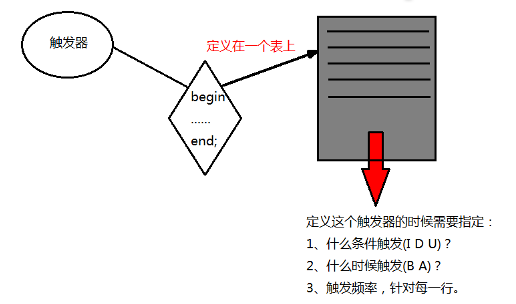 触发器
定义在一个表上
begin
......
end;
定义这个触发器的时候需要指定：
1、什么条件触发(I D U)？
2、什么时候触发(B A)？
3、触发频率，针对每一行。